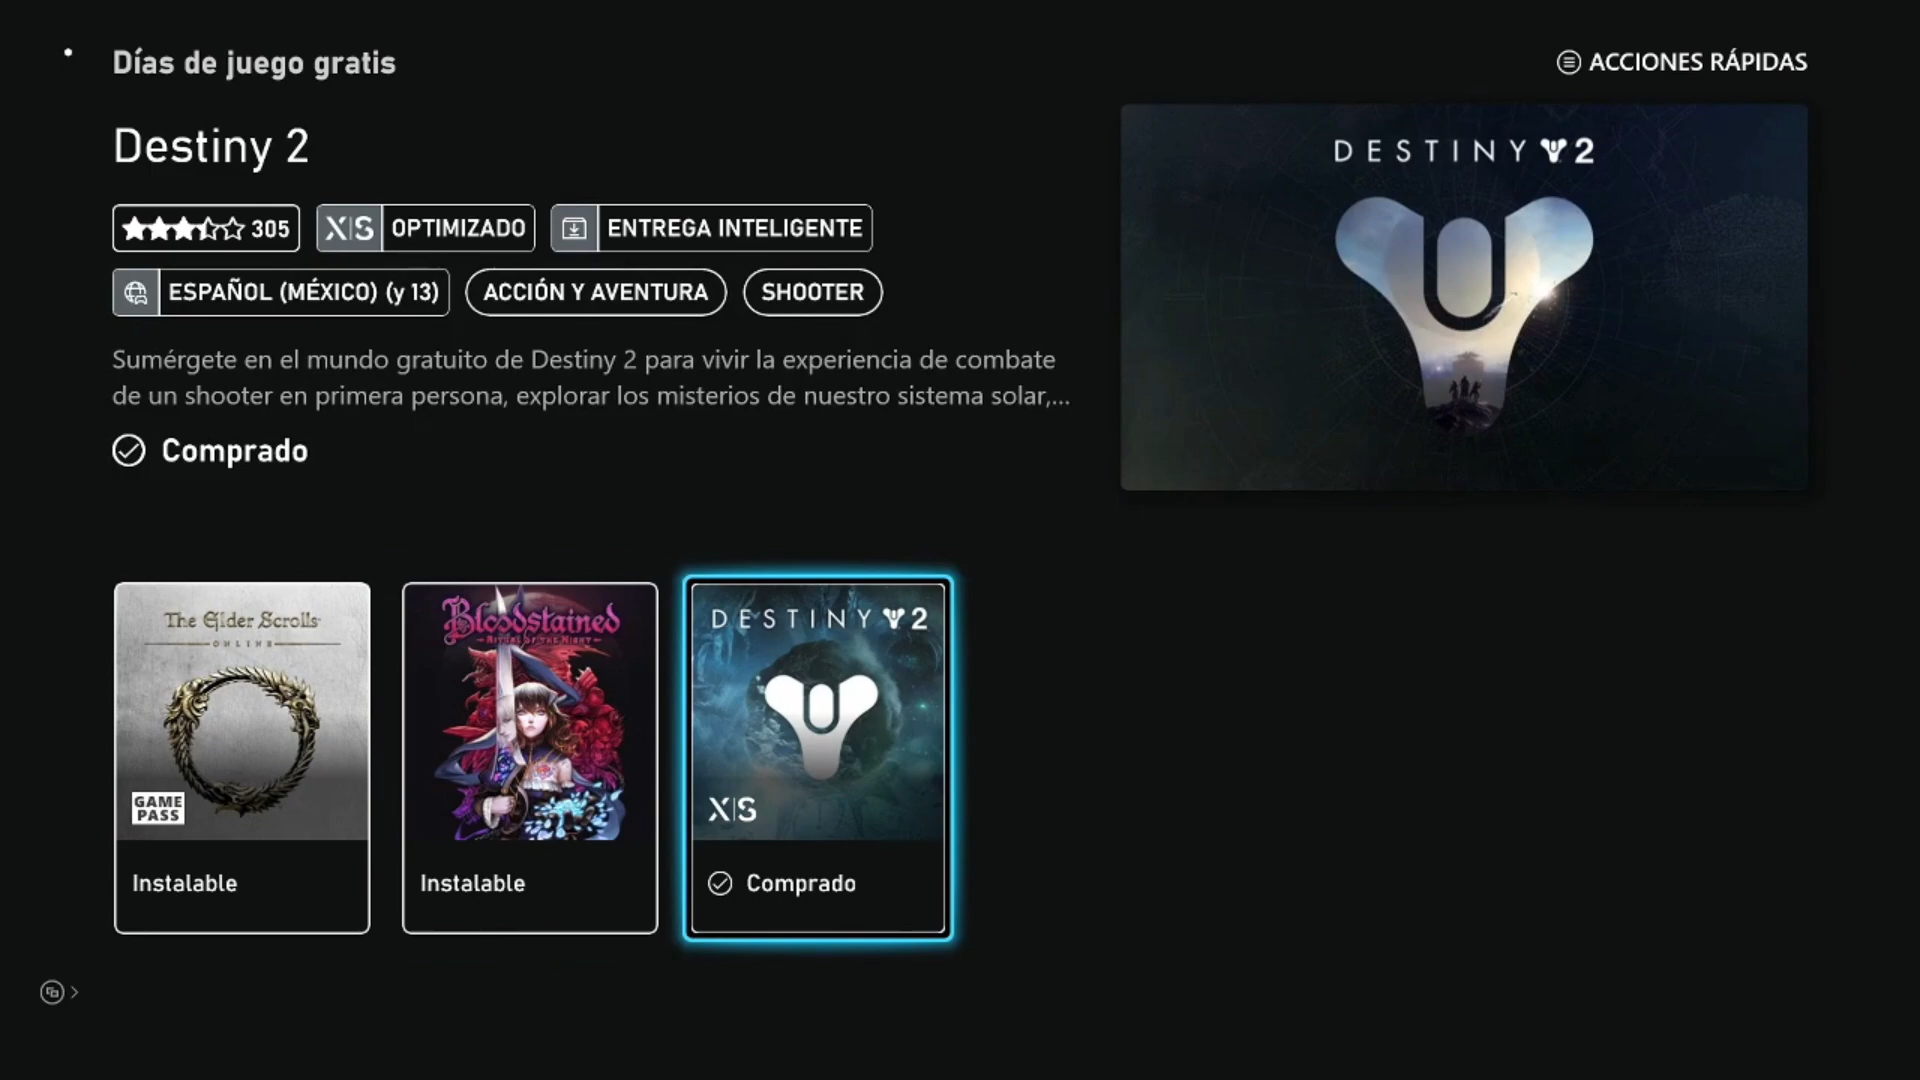 Días de juego gratis
ACCIONES RÁPIDAS
Destiny 2
305
X|S OPTIMIZADO
ENTREGA INTELIGENTE
ESPAÑOL (MÉXICO) (y 13)
ACCIÓN Y AVENTURA
SHOOTER
Sumérgete en el mundo gratuito de Destiny 2 para vivir la experiencia de combate
de un shooter en primera persona, explorar los misterios de nuestro sistema solar,...
Comprado
DESTINY 2
The Elder Scrolls
ONLINE
GAME
PASS
Instalable
Bloodstained
RITUAL OF THE NIGHT
Instalable
DESTINY 2
X|S
Comprado